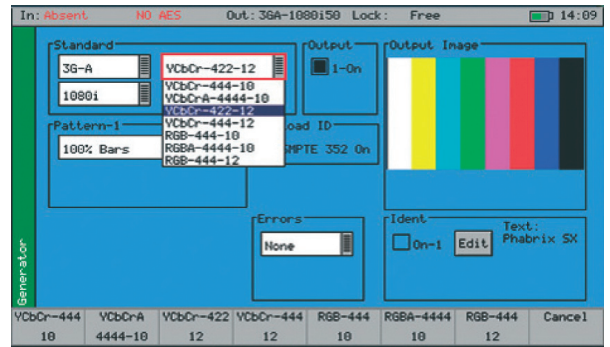 In: Absent NO AES Out: 3GA-1080i50 Lock: Free 14:09
Standard
3G-A
YCbCr-422-12
1080i
YCbCr-444-10
YCbCrA-4444-10
YCbCr-422-12
YCbCr-444-12
RGB-444-10
RGBA-4444-10
RGB-444-12
Output
1-On
Output Image
Pattern-1
100% Bars
oad ID
SMPTE 352 On
Errors
None
Ident
On-1
Edit
Text:
Phabrix SX
Generator
YCbCr-444 YCbCrA YCbCr-422 YCbCr-444 RGB-444 RGBA-4444 RGB-444 Cancel
10 4444-10 12 12 10 10 12